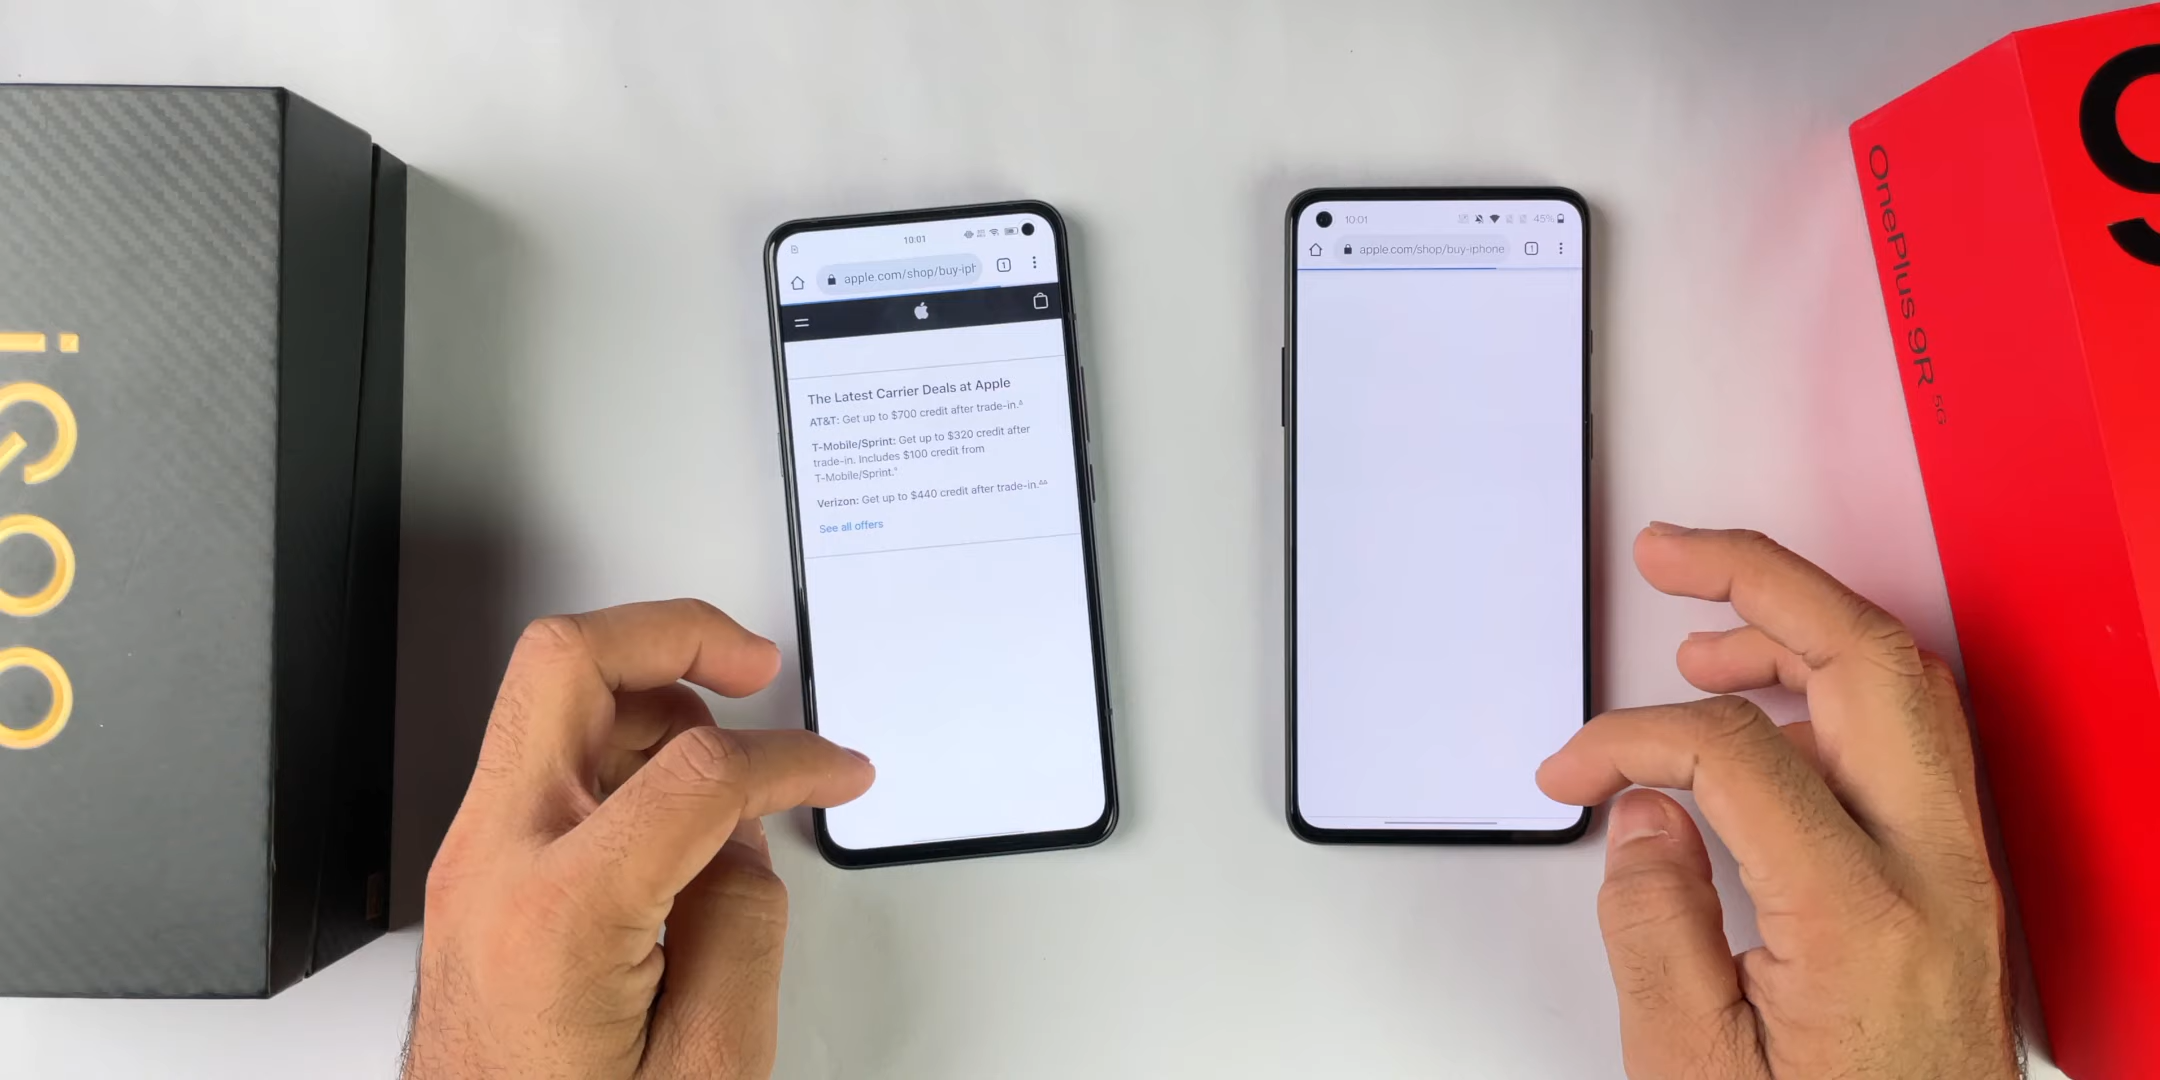 iQOO
10:01
apple.com/shop/buy-iph
1
The Latest Carrier Deals at Apple
AT&T: Get up to $700 credit after trade-in.∆
T-Mobile/Sprint: Get up to $320 credit after
trade-in. Includes $100 credit from
T-Mobile/Sprint.°
Verizon: Get up to $440 credit after trade-in.∆∆
See all offers
10:01
45%
apple.com/shop/buy-iphone
1
OnePlus 9R 5G
9